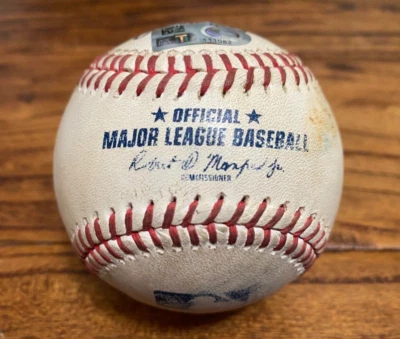 ★ OFFICIAL ★
MAJOR LEAGUE BASEBALL
Robert D. Manfred Jr.
COMMISSIONER